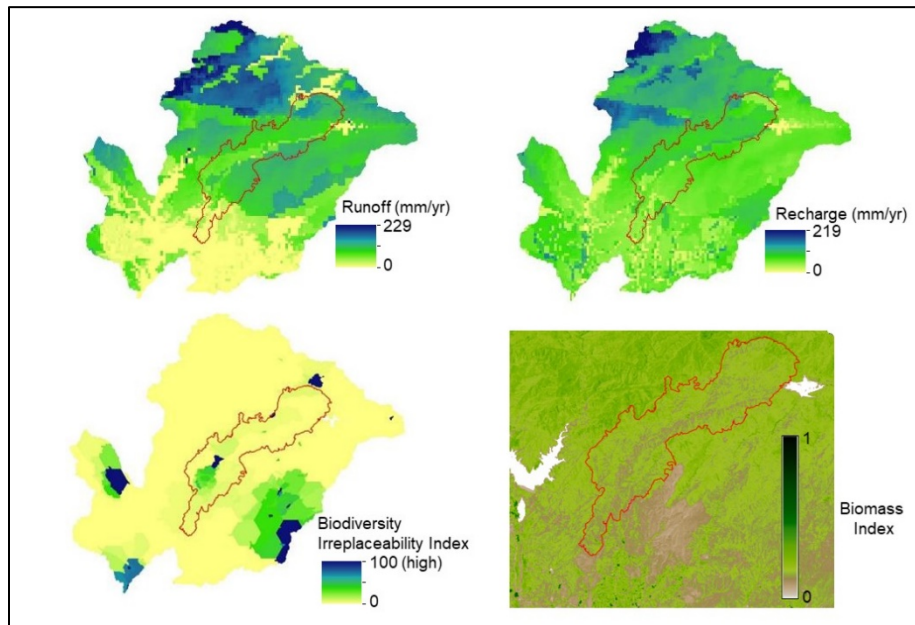 Runoff (mm/yr)
229
0
Recharge (mm/yr)
219
0
Biodiversity
Irreplaceability Index
100 (high)
0
1
Biomass
Index
0